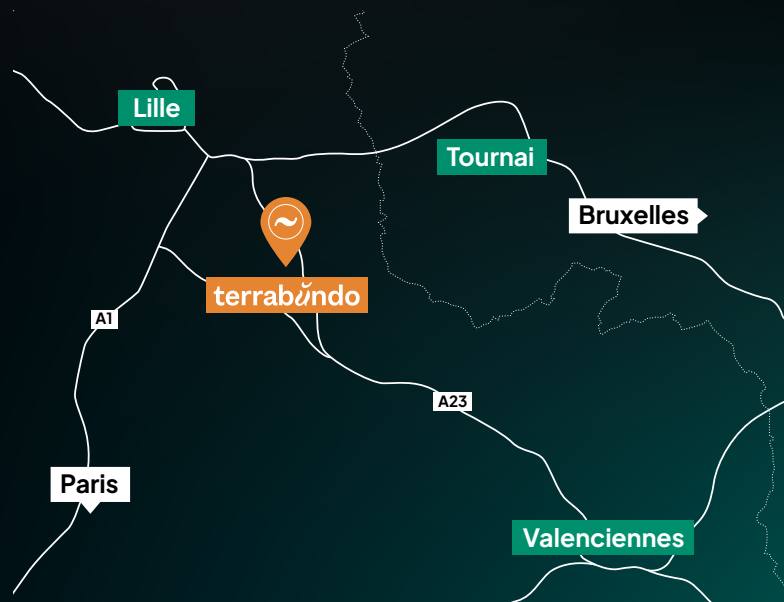 Lille
Tournai
Bruxelles
terrabundo
A1
A23
Paris
Valenciennes